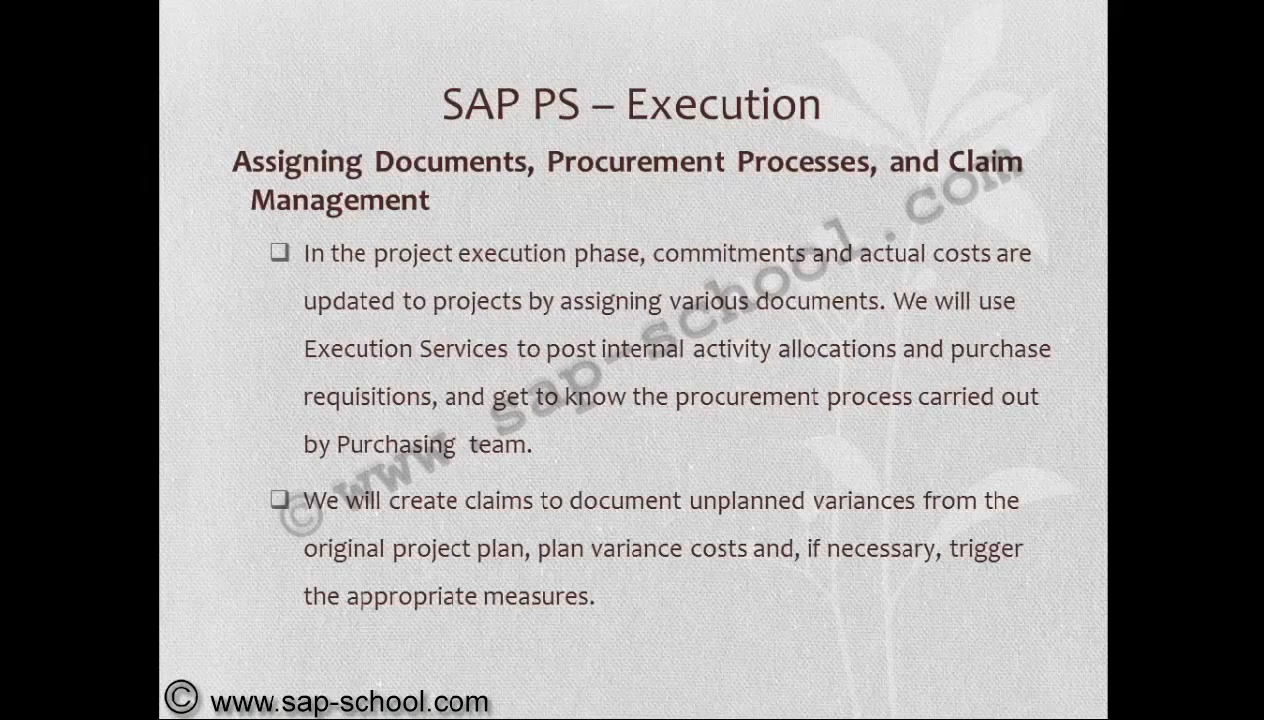 SAP PS – Execution
Assigning Documents, Procurement Processes, and Claim
Management
❑ In the project execution phase, commitments and actual costs are
updated to projects by assigning various documents. We will use
Execution Services to post internal activity allocations and purchase
requisitions, and get to know the procurement process carried out
by Purchasing team.
❑ We will create claims to document unplanned variances from the
original project plan, plan variance costs and, if necessary, trigger
the appropriate measures.
© www.sap-school.com
© www.sap-school.com